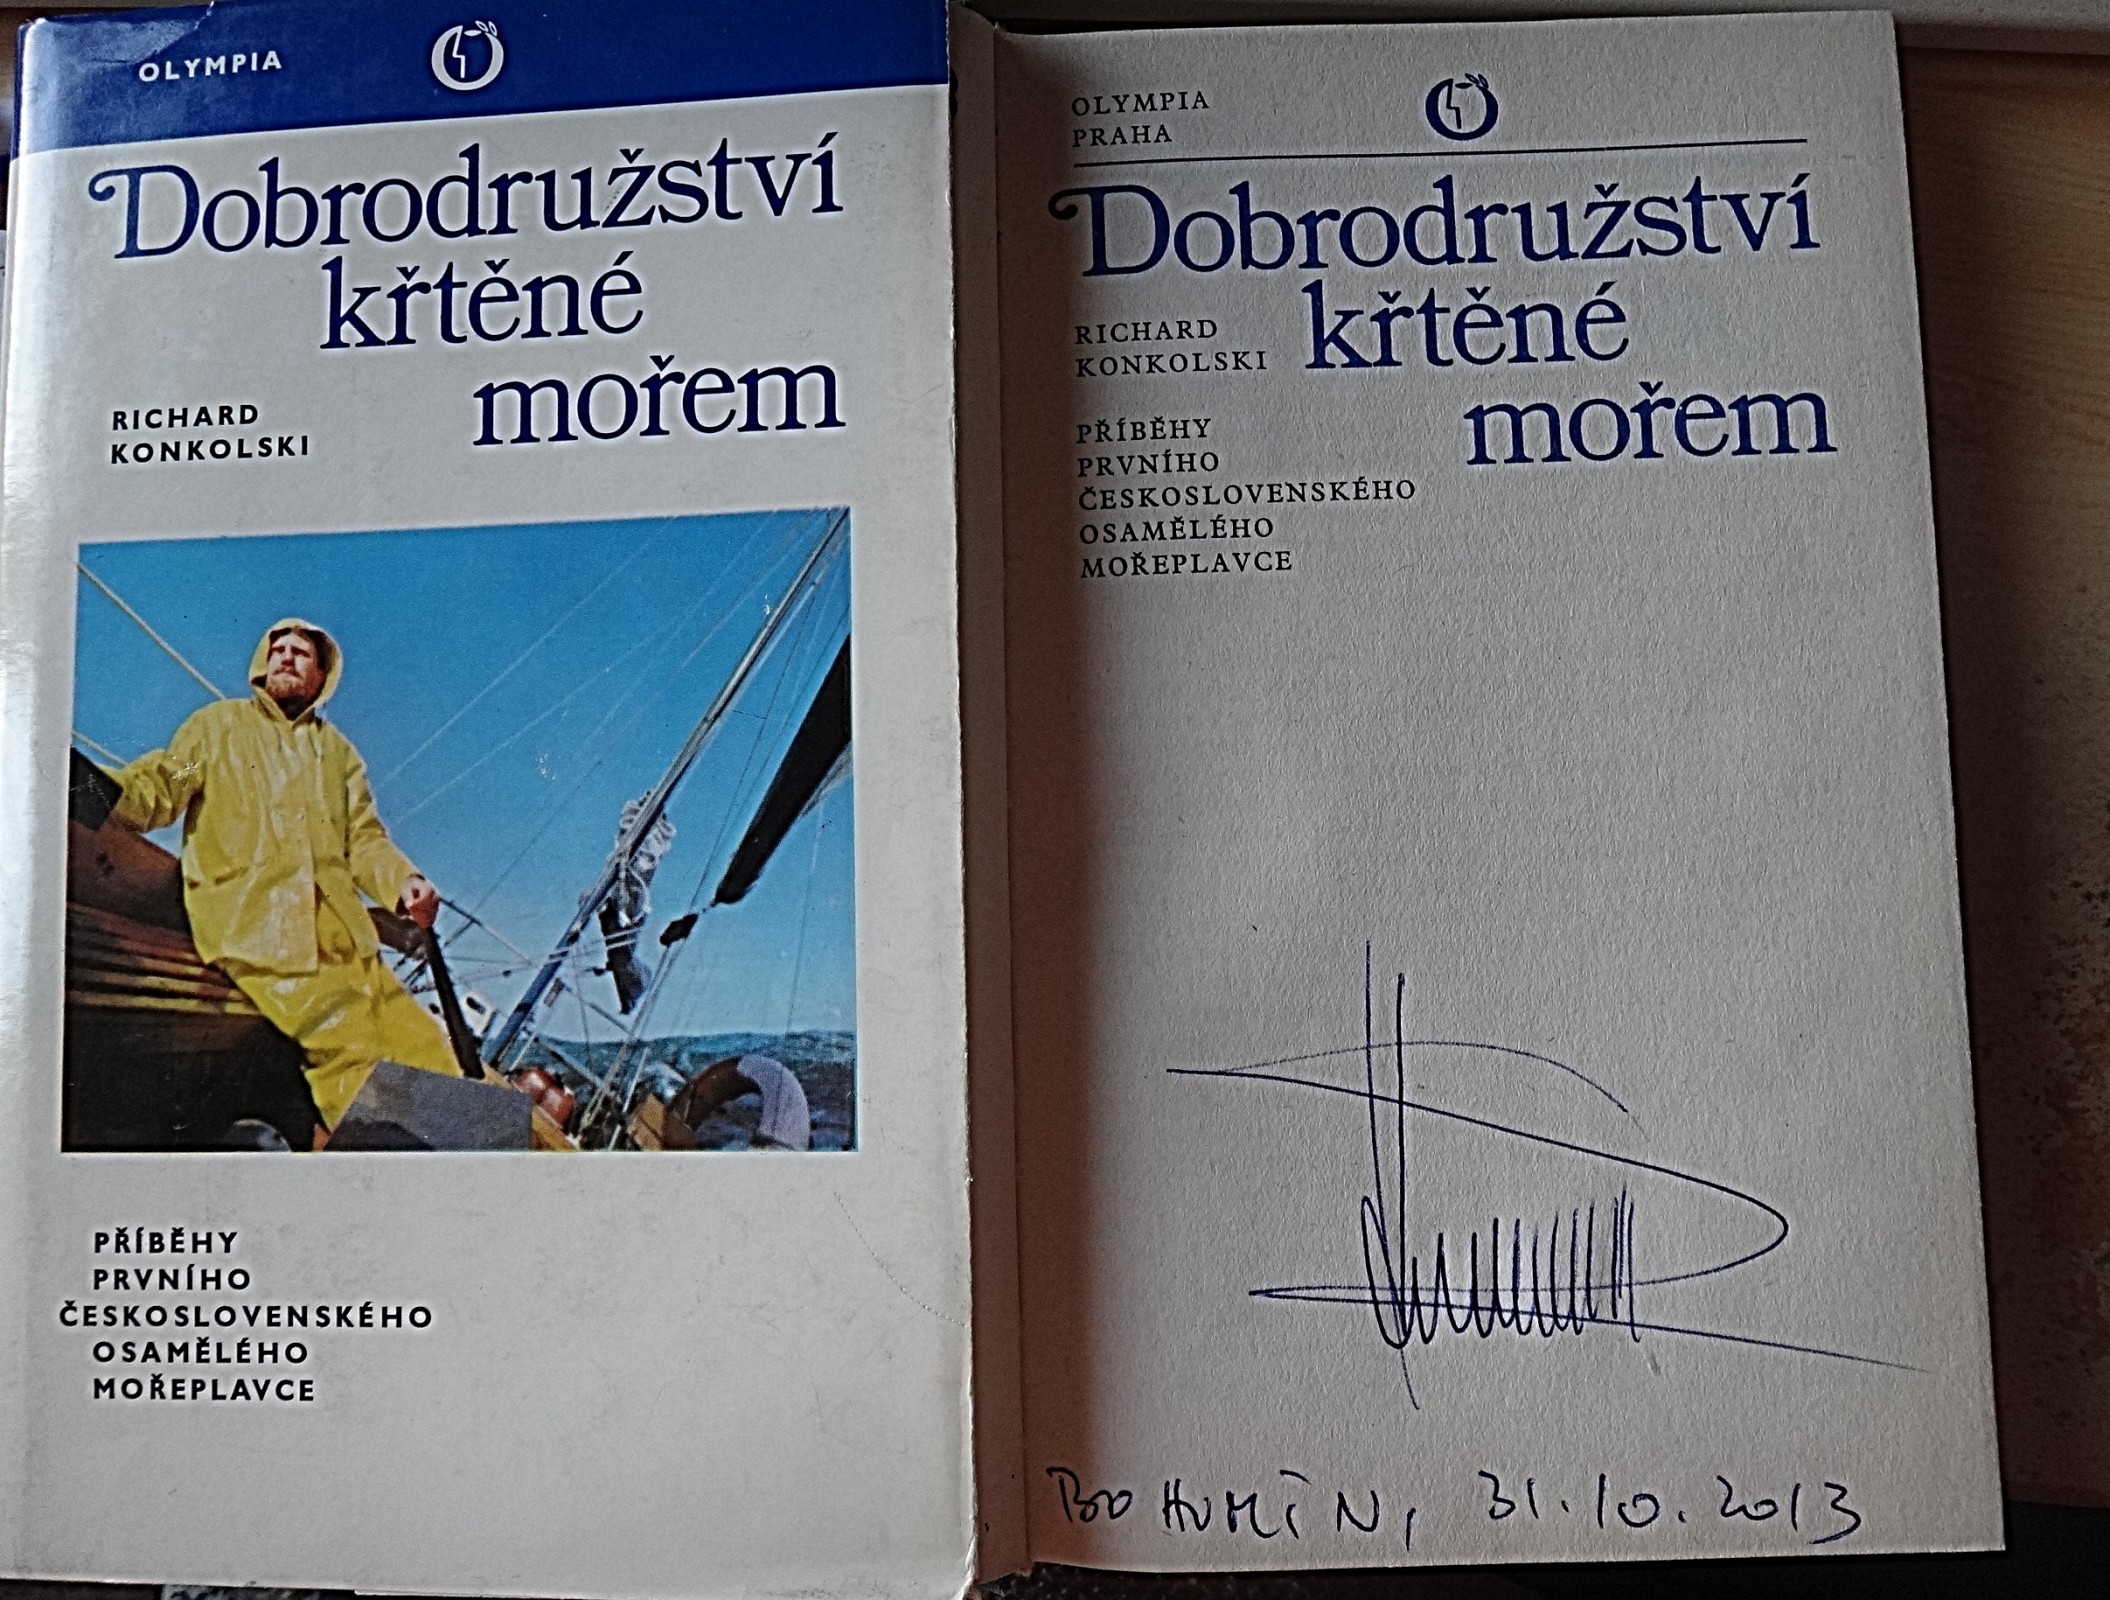 OLYMPIA
Dobrodružství
křtěné
mořem
RICHARD
KONKOLSKI
PŘÍBĚHY
PRVNÍHO
ČESKOSLOVENSKÉHO
OSAMĚLÉHO
MOŘEPLAVCE
OLYMPIA
PRAHA
Dobrodružství
křtěné
mořem
RICHARD
KONKOLSKI
PŘÍBĚHY
PRVNÍHO
ČESKOSLOVENSKÉHO
OSAMĚLÉHO
MOŘEPLAVCE
BOHUMÍN, 31.10.2013